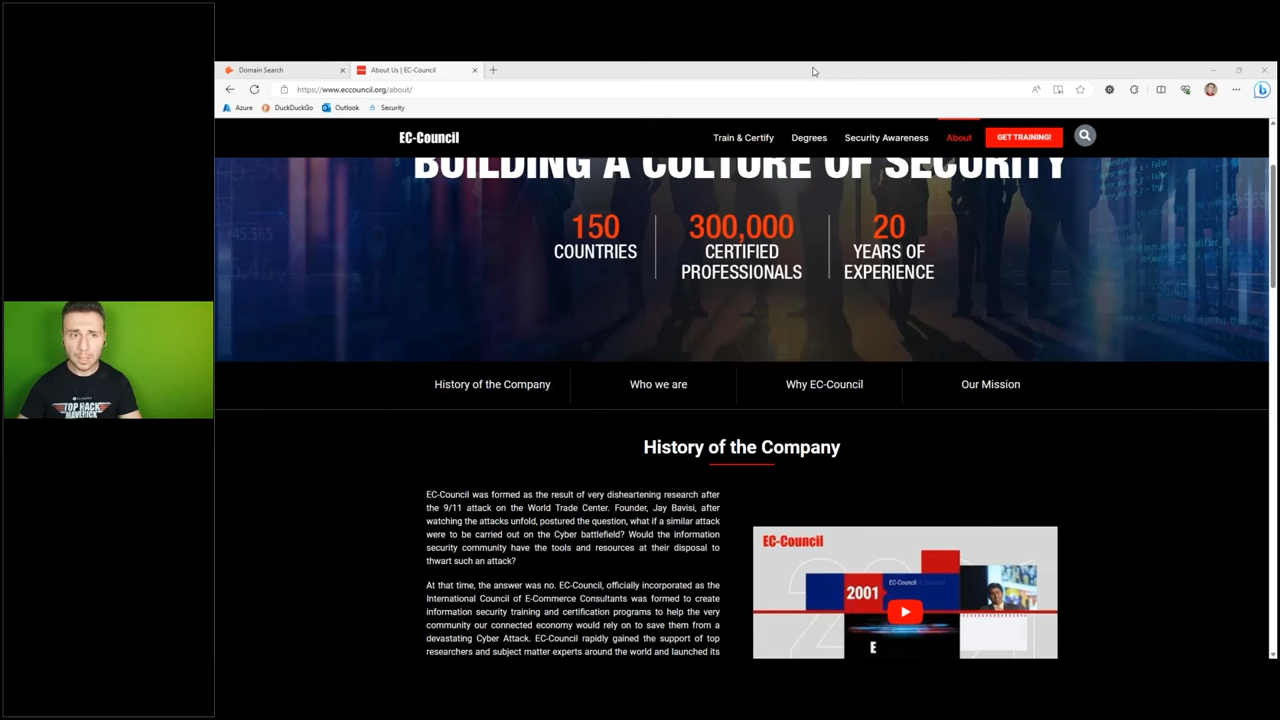 Domain Search
About Us | EC-Council
https://www.eccouncil.org/about/
Azure
DuckDuckGo
Outlook
Security
EC-Council
Train & Certify
Degrees
Security Awareness
About
GET TRAINING!
BUILDING A CULTURE OF SECURITY
150
COUNTRIES
300,000
CERTIFIED
PROFESSIONALS
20
YEARS OF
EXPERIENCE
History of the Company
Who we are
Why EC-Council
Our Mission
History of the Company
EC-Council was formed as the result of very disheartening research after
the 9/11 attack on the World Trade Center. Founder, Jay Bavisi, after
watching the attacks unfold, postured the question, what if a similar attack
were to be carried out on the Cyber battlefield? Would the information
security community have the tools and resources at their disposal to
thwart such an attack?
At that time, the answer was no. EC-Council, officially incorporated as the
International Council of E-Commerce Consultants was formed to create
information security training and certification programs to help the very
community our connected economy would rely on to save them from a
devastating Cyber Attack. EC-Council rapidly gained the support of top
researchers and subject matter experts around the world and launched its
EC-Council
2001
EC-Council
E
TOP HACK
MAVERICK